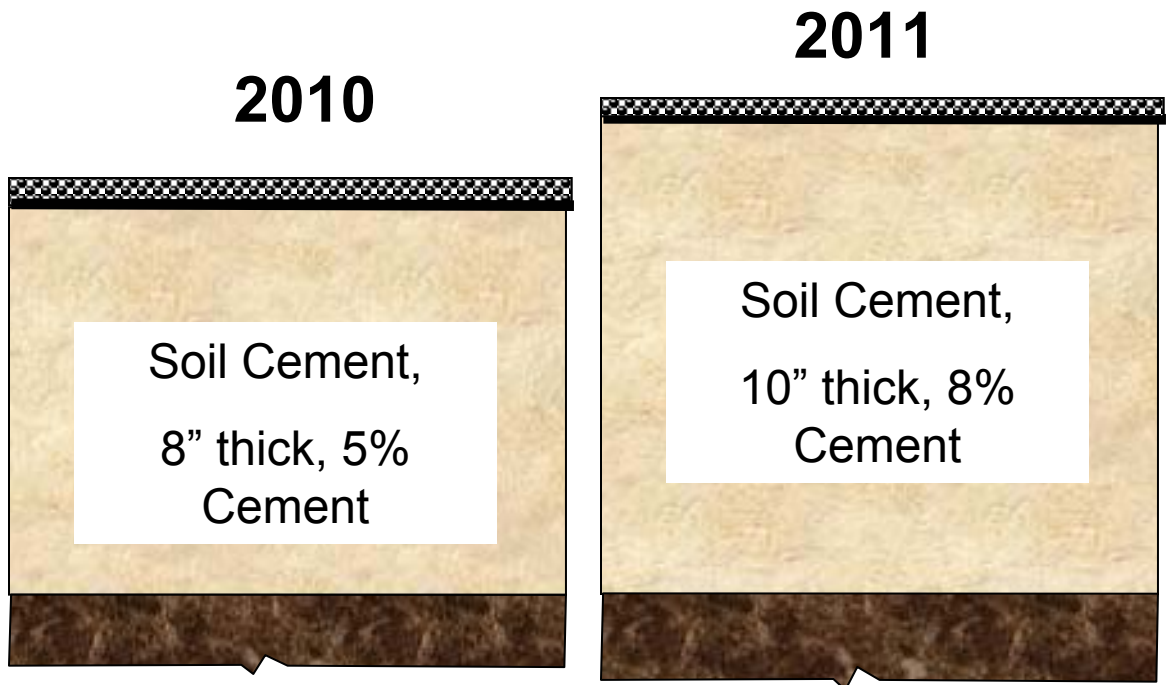 2010
Soil Cement,
8” thick, 5%
Cement
2011
Soil Cement,
10” thick, 8%
Cement